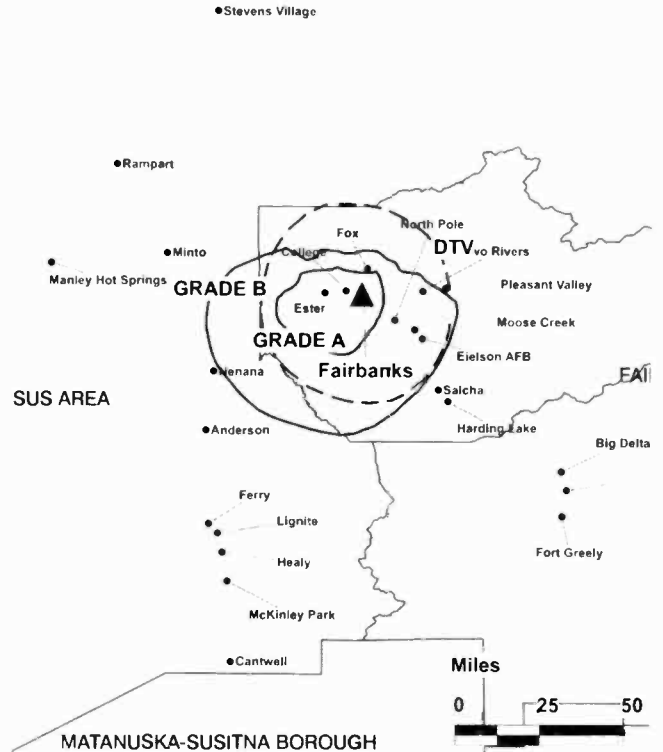 Stevens Village
Rampart
Fox
North Pole
Minto
College
DTV
vo Rivers
Manley Hot Springs
GRADE B
Pleasant Valley
Ester
Moose Creek
GRADE A
Eielson AFB
Fairbanks
Nenana
FAI
SUS AREA
Salcha
Anderson
Harding Lake
Big Delta
Ferry
Lignite
Fort Greely
Healy
McKinley Park
Cantwell
Miles
0 25 50
MATANUSKA-SUSITNA BOROUGH